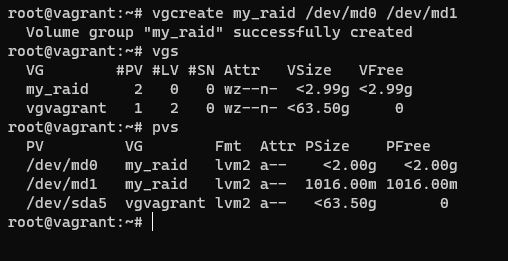 root@vagrant:~# vgcreate my_raid /dev/md0 /dev/md1
  Volume group "my_raid" successfully created
root@vagrant:~# vgs
  VG        #PV #LV #SN Attr   VSize   VFree
  my_raid     2   0   0 wz--n-  <2.99g <2.99g
  vgvagrant   1   2   0 wz--n- <63.50g     0
root@vagrant:~# pvs
  PV         VG        Fmt  Attr PSize    PFree
  /dev/md0   my_raid   lvm2 a--    <2.00g   <2.00g
  /dev/md1   my_raid   lvm2 a--  1016.00m 1016.00m
  /dev/sda5  vgvagrant lvm2 a--   <63.50g       0
root@vagrant:~#